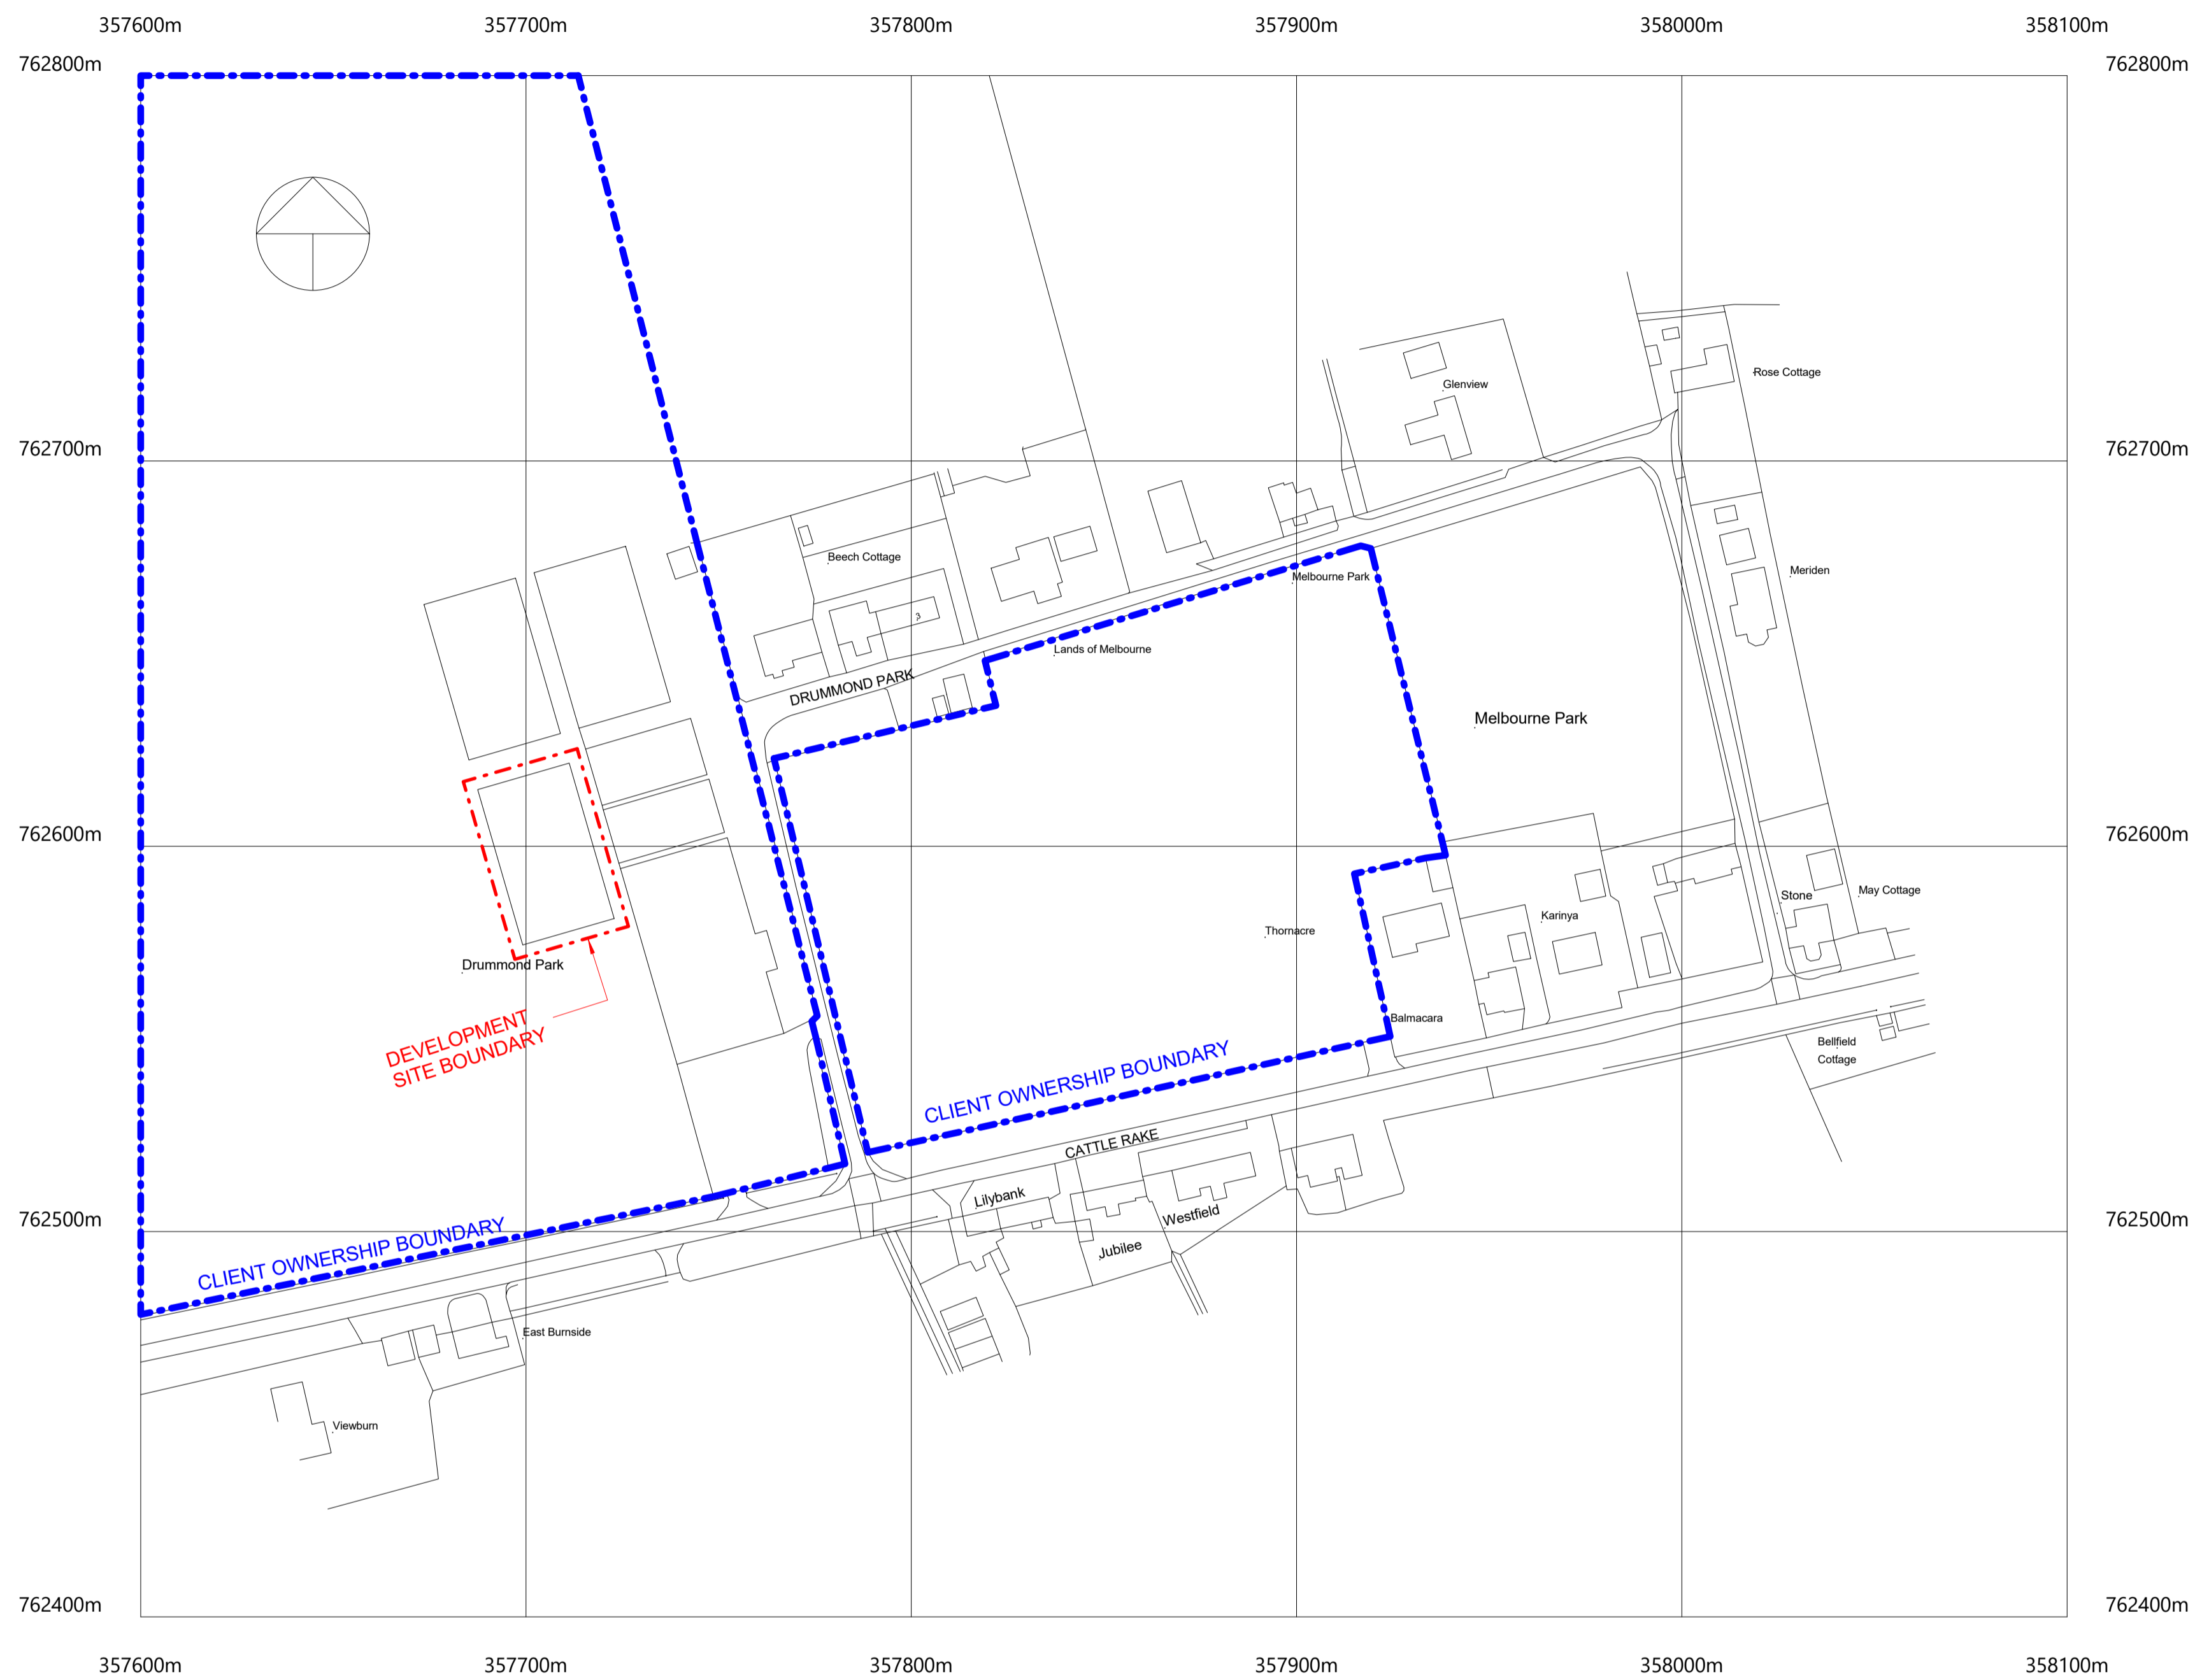 357600m 357700m 357800m 357900m 358000m 358100m
762800m 762800m
Rose Cottage
Glenview
762700m 762700m
Beech Cottage
Meriden
Melbourne Park
3
Lands of Melbourne
DRUMMOND PARK
Melbourne Park
762600m 762600m
May Cottage
Stone
Karinya
Thornacre
Drummond Park
Balmacara
DEVELOPMENT
SITE BOUNDARY
Bellfield
Cottage
CLIENT OWNERSHIP BOUNDARY
CATTLE RAKE
Lilybank
Westfield
762500m 762500m
CLIENT OWNERSHIP BOUNDARY
Jubilee
East Burnside
Viewburn
762400m 762400m
357600m 357700m 357800m 357900m 358000m 358100m